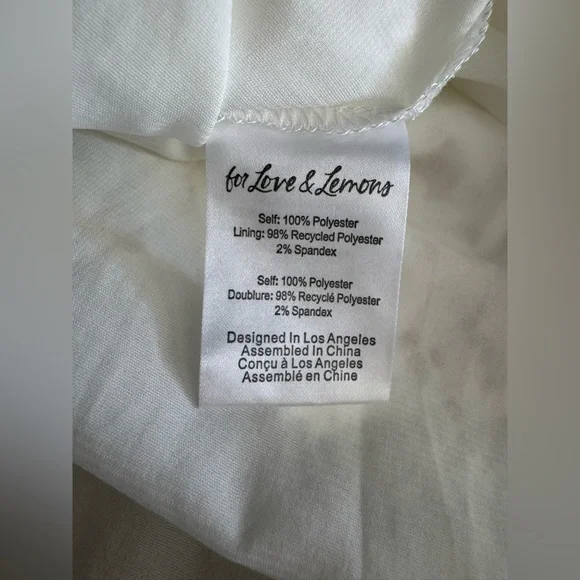 for Love & Lemons
Self: 100% Polyester
Lining: 98% Recycled Polyester
2% Spandex
Self: 100% Polyester
Doublure: 98% Recyclé Polyester
2% Spandex
Designed In Los Angeles
Assembled In China
Conçu à Los Angeles
Assemblé en Chine